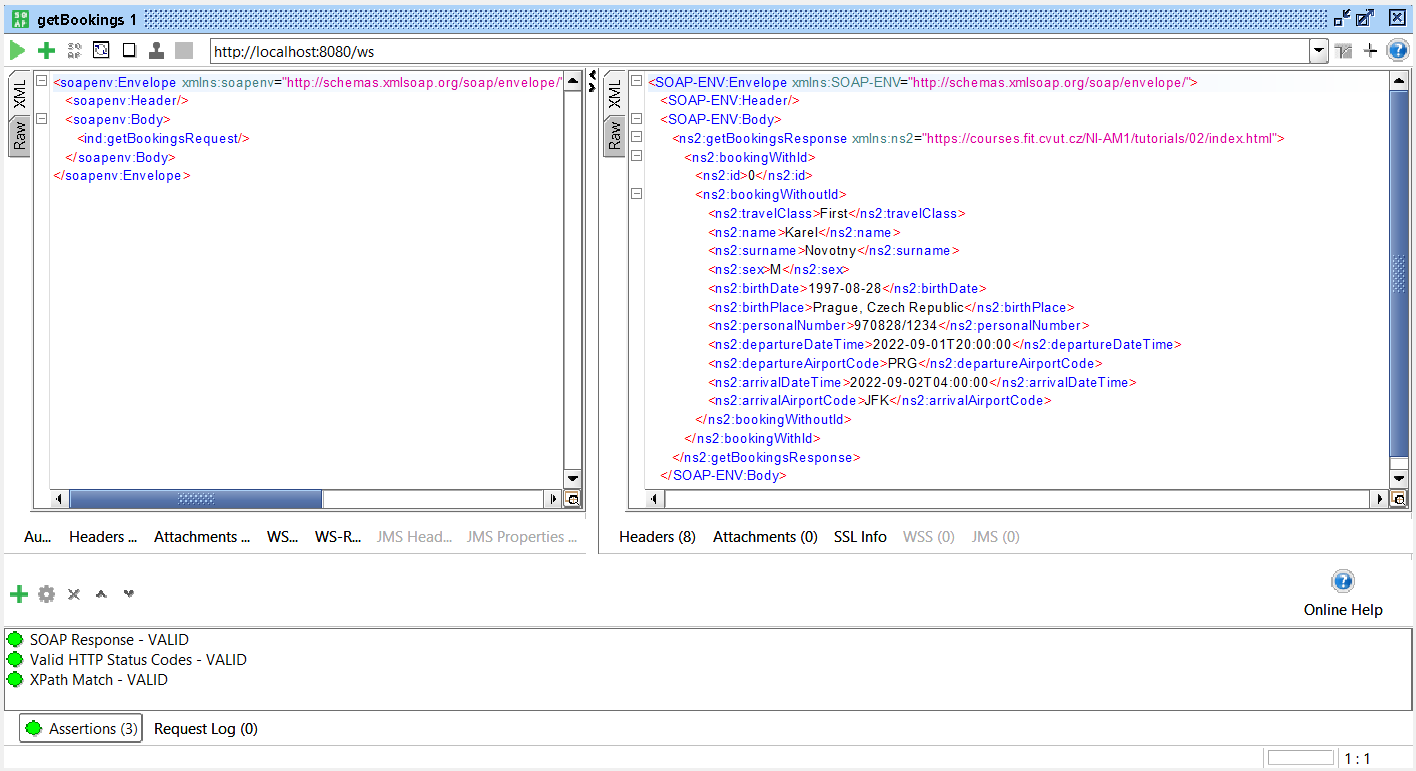 getBookings 1
http://localhost:8080/ws
XML
Raw
<soapenv:Envelope xmlns:soapenv="http://schemas.xmlsoap.org/soap/envelope/"
<soapenv:Header/>
<soapenv:Body>
<ind:getBookingsRequest/>
</soapenv:Body>
</soapenv:Envelope>
XML
Raw
<SOAP-ENV:Envelope xmlns:SOAP-ENV="http://schemas.xmlsoap.org/soap/envelope/">
<SOAP-ENV:Header/>
<SOAP-ENV:Body>
<ns2:getBookingsResponse xmlns:ns2="https://courses.fit.cvut.cz/NI-AM1/tutorials/02/index.html">
<ns2:bookingWithId>
<ns2:id>0</ns2:id>
<ns2:bookingWithoutId>
<ns2:travelClass>First</ns2:travelClass>
<ns2:name>Karel</ns2:name>
<ns2:surname>Novotny</ns2:surname>
<ns2:sex>M</ns2:sex>
<ns2:birthDate>1997-08-28</ns2:birthDate>
<ns2:birthPlace>Prague, Czech Republic</ns2:birthPlace>
<ns2:personalNumber>970828/1234</ns2:personalNumber>
<ns2:departureDateTime>2022-09-01T20:00:00</ns2:departureDateTime>
<ns2:departureAirportCode>PRG</ns2:departureAirportCode>
<ns2:arrivalDateTime>2022-09-02T04:00:00</ns2:arrivalDateTime>
<ns2:arrivalAirportCode>JFK</ns2:arrivalAirportCode>
</ns2:bookingWithoutId>
</ns2:bookingWithId>
</ns2:getBookingsResponse>
</SOAP-ENV:Body>
Au... Headers ... Attachments ... WS... WS-R... JMS Head... JMS Properties ...
Headers (8) Attachments (0) SSL Info WSS (0) JMS (0)
Online Help
SOAP Response - VALID
Valid HTTP Status Codes - VALID
XPath Match - VALID
Assertions (3) Request Log (0)
1 : 1